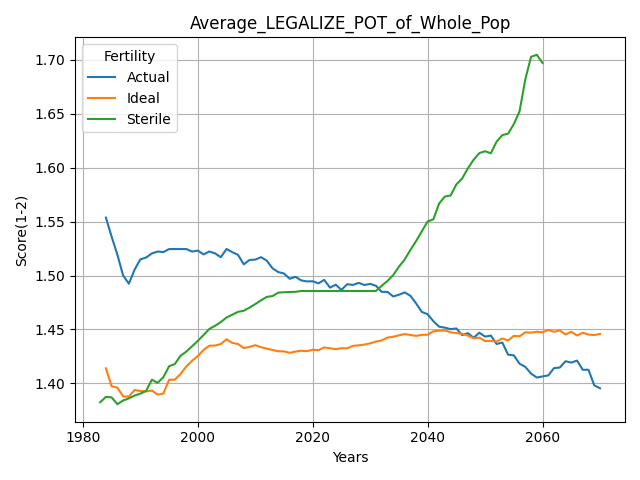 Average_LEGALIZE_POT_of_Whole_Pop
Fertility
Actual
Ideal
Sterile
Score(1-2)
1.70
1.65
1.60
1.55
1.50
1.45
1.40
1980
2000
2020
2040
2060
Years